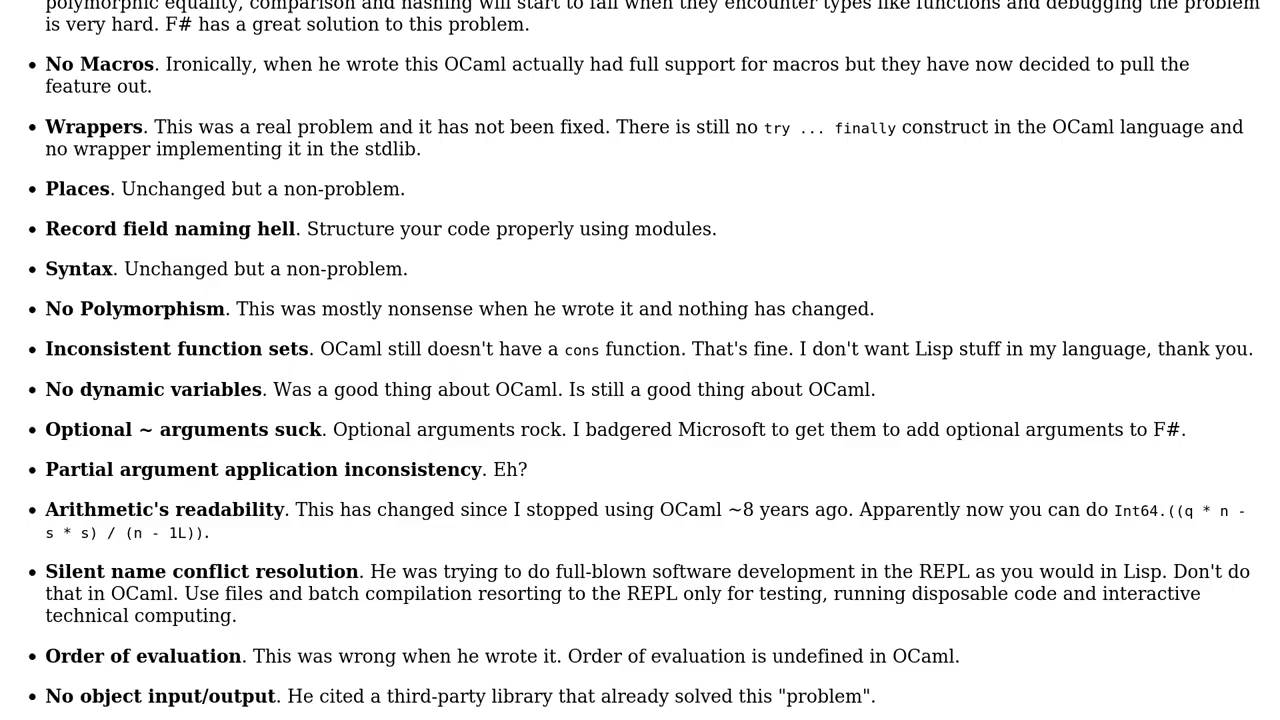 polymorphic equality, comparison and hashing will start to fail when they encounter types like functions and debugging the problem
is very hard. F# has a great solution to this problem.
• No Macros. Ironically, when he wrote this OCaml actually had full support for macros but they have now decided to pull the
feature out.
• Wrappers. This was a real problem and it has not been fixed. There is still no try ... finally construct in the OCaml language and
no wrapper implementing it in the stdlib.
• Places. Unchanged but a non-problem.
• Record field naming hell. Structure your code properly using modules.
• Syntax. Unchanged but a non-problem.
• No Polymorphism. This was mostly nonsense when he wrote it and nothing has changed.
• Inconsistent function sets. OCaml still doesn't have a cons function. That's fine. I don't want Lisp stuff in my language, thank you.
• No dynamic variables. Was a good thing about OCaml. Is still a good thing about OCaml.
• Optional ~ arguments suck. Optional arguments rock. I badgered Microsoft to get them to add optional arguments to F#.
• Partial argument application inconsistency. Eh?
• Arithmetic's readability. This has changed since I stopped using OCaml ~8 years ago. Apparently now you can do Int64.((q * n -
s * s) / (n - 1L)).
• Silent name conflict resolution. He was trying to do full-blown software development in the REPL as you would in Lisp. Don't do
that in OCaml. Use files and batch compilation resorting to the REPL only for testing, running disposable code and interactive
technical computing.
• Order of evaluation. This was wrong when he wrote it. Order of evaluation is undefined in OCaml.
• No object input/output. He cited a third-party library that already solved this "problem".